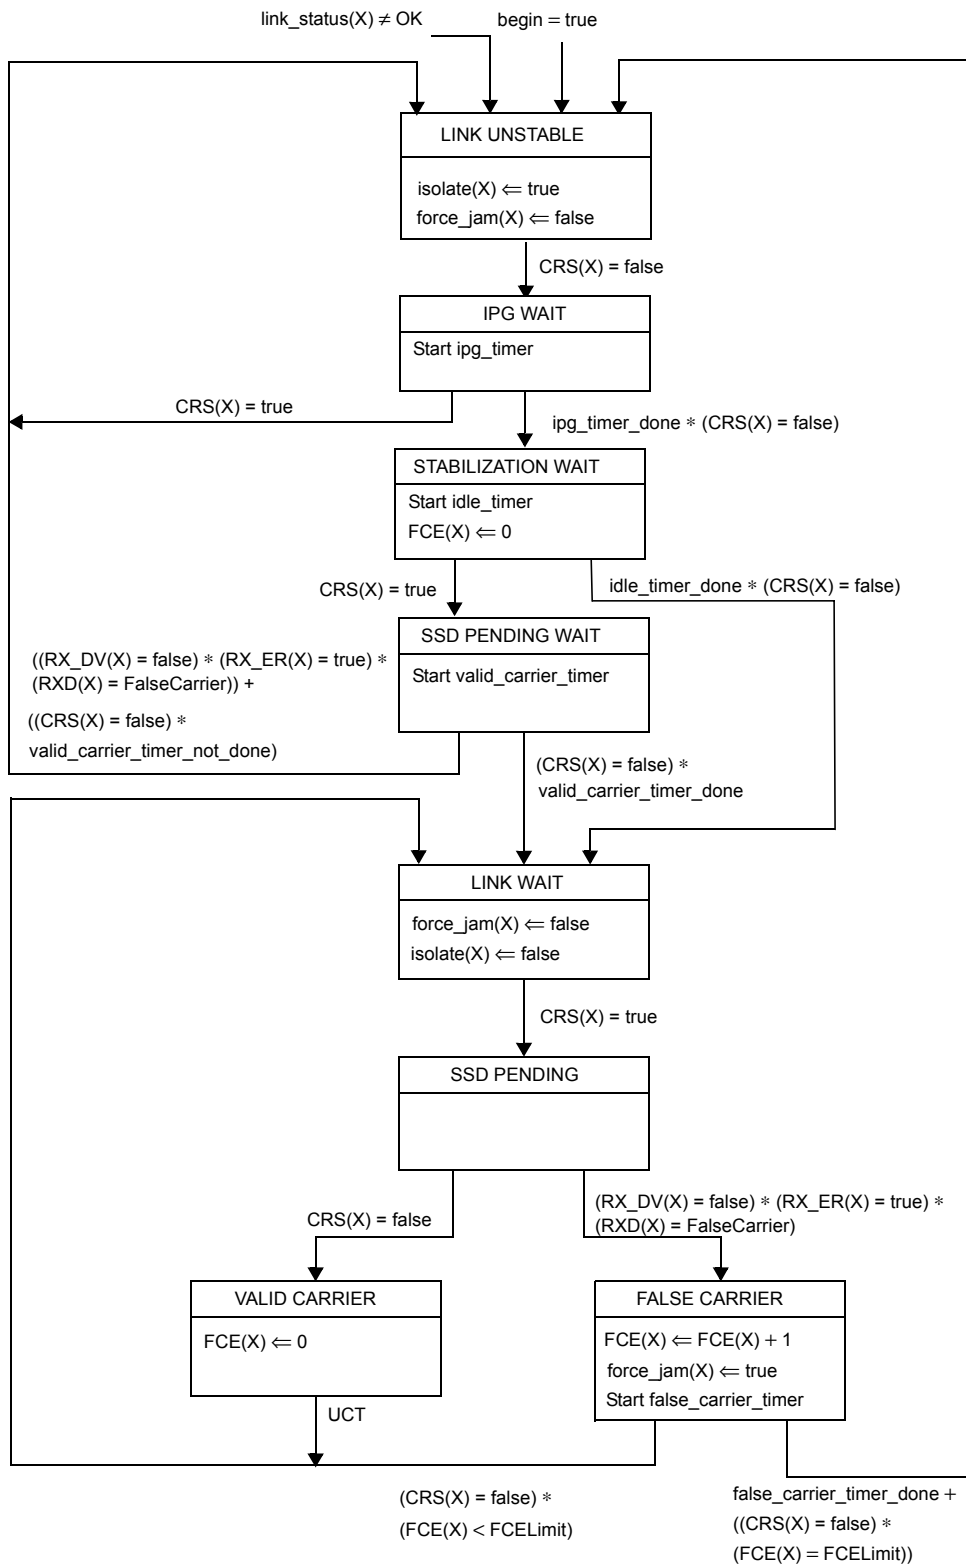 link_status(X) ≠ OK
begin = true
LINK UNSTABLE
isolate(X) ⇐ true
force_jam(X) ⇐ false
CRS(X) = false
IPG WAIT
Start ipg_timer
CRS(X) = true
ipg_timer_done * (CRS(X) = false)
STABILIZATION WAIT
Start idle_timer
FCE(X) ⇐ 0
CRS(X) = true
idle_timer_done * (CRS(X) = false)
SSD PENDING WAIT
Start valid_carrier_timer
((RX_DV(X) = false) * (RX_ER(X) = true) *
(RXD(X) = FalseCarrier)) +
((CRS(X) = false) *
valid_carrier_timer_not_done)
(CRS(X) = false) *
valid_carrier_timer_done
LINK WAIT
force_jam(X) ⇐ false
isolate(X) ⇐ false
CRS(X) = true
SSD PENDING
CRS(X) = false
(RX_DV(X) = false) * (RX_ER(X) = true) *
(RXD(X) = FalseCarrier)
VALID CARRIER
FCE(X) ⇐ 0
UCT
FALSE CARRIER
FCE(X) ⇐ FCE(X) + 1
force_jam(X) ⇐ true
Start false_carrier_timer
(CRS(X) = false) *
(FCE(X) < FCELimit)
false_carrier_timer_done +
((CRS(X) = false) *
(FCE(X) = FCELimit))